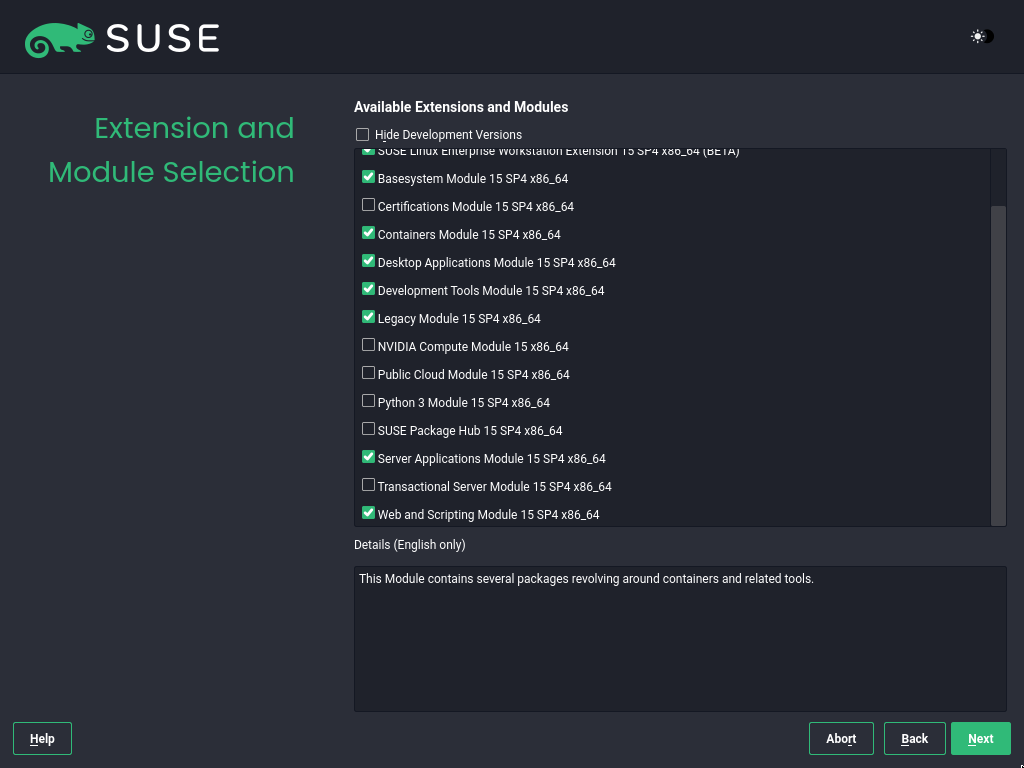 SUSE
Extension and
Module Selection
Available Extensions and Modules
Hide Development Versions
SUSE Linux Enterprise Workstation Extension 15 SP4 x86_64 (BETA)
Basesystem Module 15 SP4 x86_64
Certifications Module 15 SP4 x86_64
Containers Module 15 SP4 x86_64
Desktop Applications Module 15 SP4 x86_64
Development Tools Module 15 SP4 x86_64
Legacy Module 15 SP4 x86_64
NVIDIA Compute Module 15 x86_64
Public Cloud Module 15 SP4 x86_64
Python 3 Module 15 SP4 x86_64
SUSE Package Hub 15 SP4 x86_64
Server Applications Module 15 SP4 x86_64
Transactional Server Module 15 SP4 x86_64
Web and Scripting Module 15 SP4 x86_64
Details (English only)
This Module contains several packages revolving around containers and related tools.
Help
Abort
Back
Next